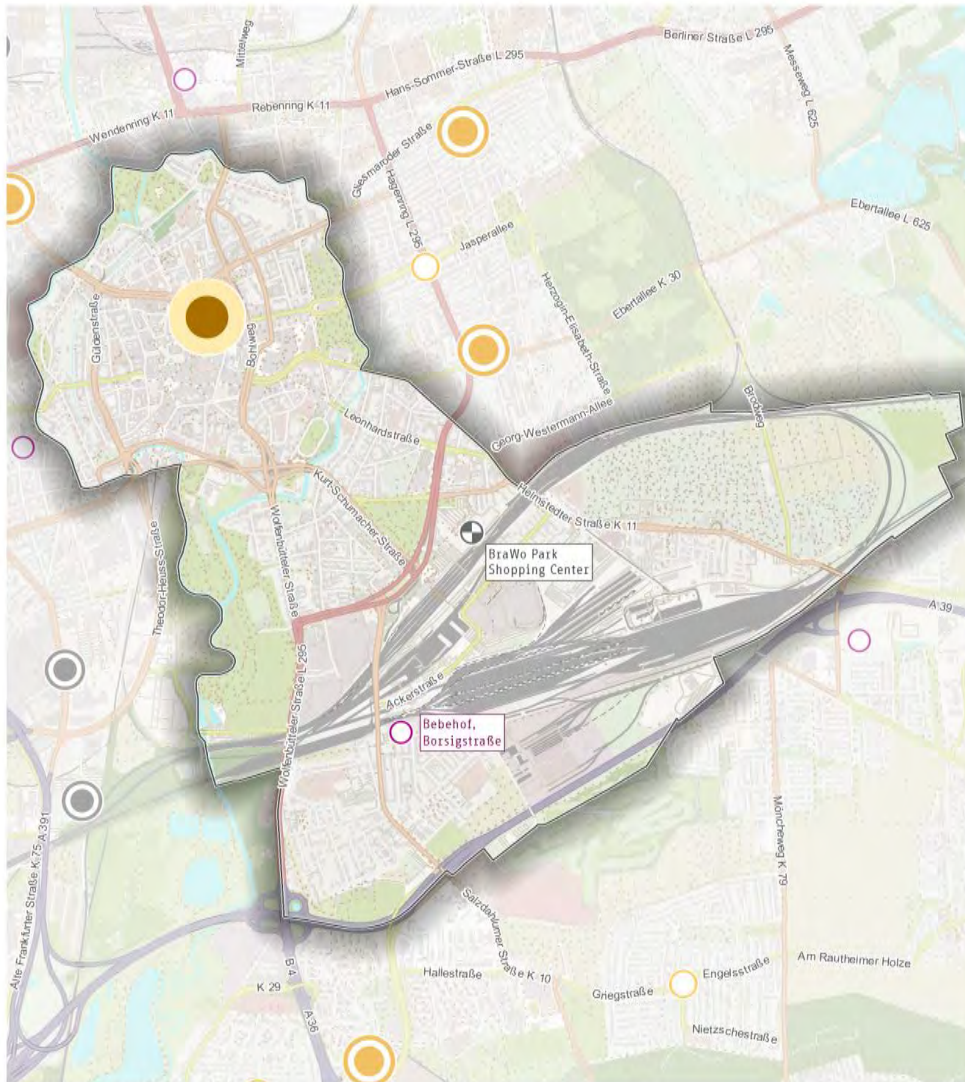 Berliner Straße L 295
Mittelweg
Hans-Sommer-Straße L 295
Messeweg L 625
Rebenring K 11
Wendenring K 11
Gliesmaroder Straße
Hagenring L 295
Ebertallee L 625
Jasperallee
Ebertallee K 30
Herzogin-Elisabeth-Straße
Güldenstraße
Bohlweg
Georg-Westermann-Allee
Brodweg
Leonhardstraße
Kurt-Schumacher-Straße
Helmstedter Straße K 11
Wolfenbütteler Straße
BraWo Park
Shopping Center
Theodor-Heuss-Straße
A 39
Wolfenbütteler Straße L 295
Ackerstraße
Bebehof,
Borsigstraße
Alte Frankfurter Straße K 75
A 391
Möncheweg K 79
Salzdahlumer Straße K 10
B 4
A 36
K 29
Hallestraße
Griegstraße
Engelsstraße
Am Rautheimer Holze
Nietzschestraße